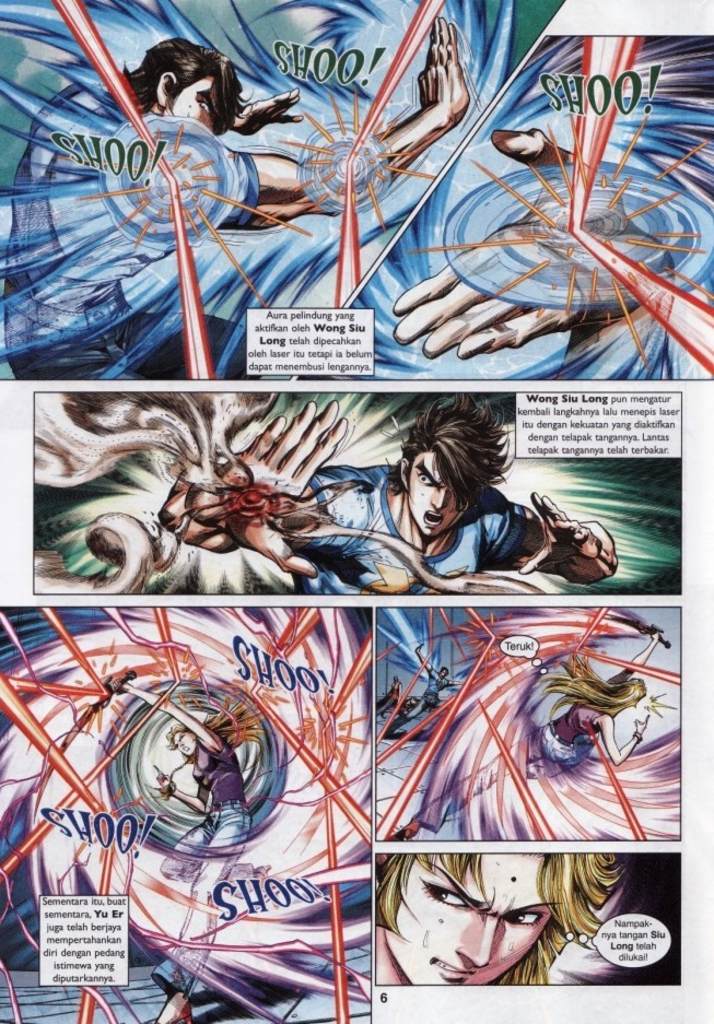 SHOO!
SHOO!
SHOO!
Aura pelindung yang
aktifkan oleh Wong Siu
Long telah dipecahkan
oleh laser itu tetapi ia belum
dapat menembusi lengannya.
Wong Siu Long pun mengatur
kembali langkahnya lalu menepis laser
itu dengan kekuatan yang diaktifkan
dengan telapak tangannya. Lantas
telapak tangannya telah terbakar.
SHOO!
SHOO!
SHOO!
Sementara itu, buat
sementara, Yu Er
juga telah berjaya
mempertahankan
diri dengan pedang
istimewa yang
diputarkannya.
Teruk!
Nampak-
nya tangan Siu
Long telah
dilukai!
6